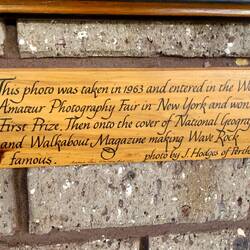 This photo was taken in 1963 and entered in the
Amateur Photography Fair in New York and won
First Prize. Then onto the cover of National
and Walkabout Magazine making Wave Rock
famous. photo by J. Hodges of